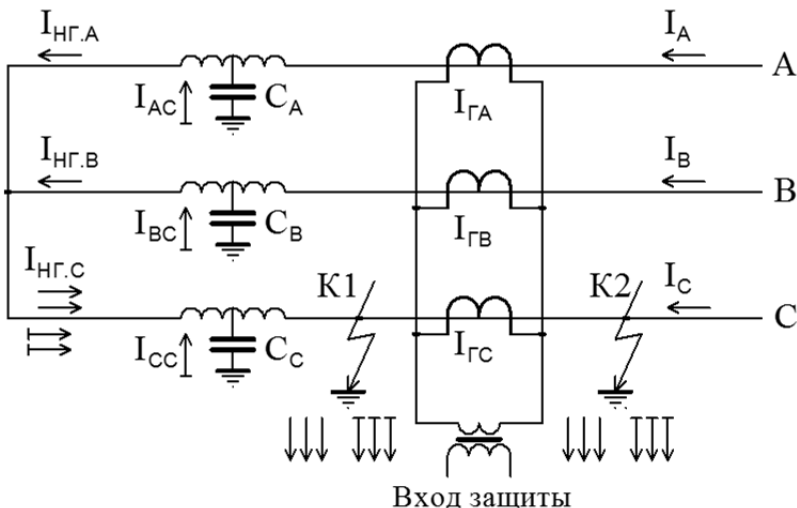 IНГ.А
IА
А
IАС
СА
IГА
IНГ.В
IВ
В
IВС
СВ
IГВ
IНГ.С
К1
К2
IС
С
IСС
СС
IГС
Вход защиты